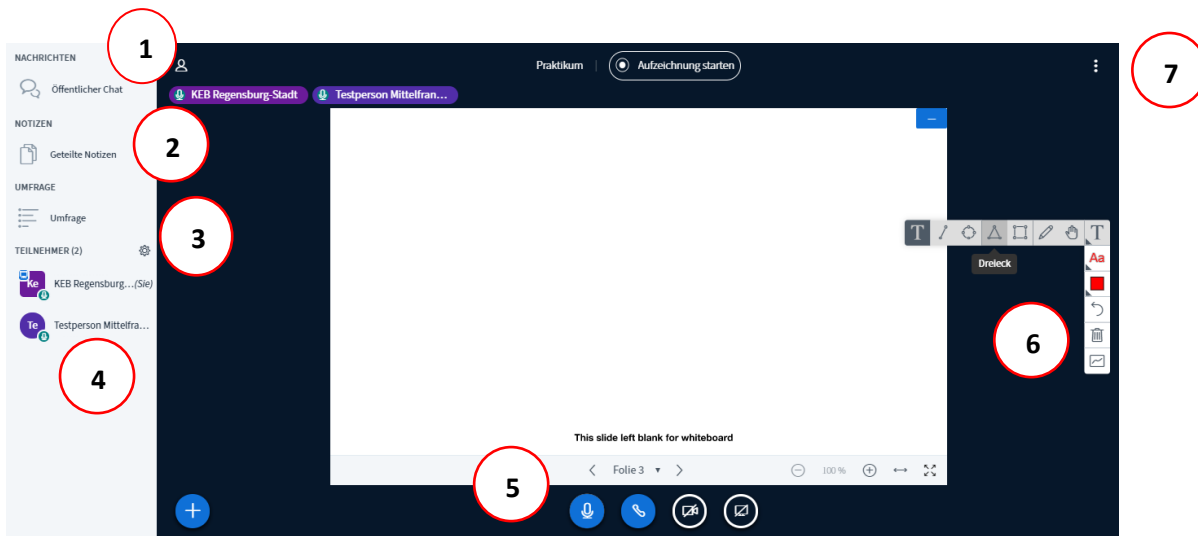 1
NACHRICHTEN
Öffentlicher Chat
NOTIZEN
2
Geteilte Notizen
UMFRAGE
Umfrage
3
TEILNEHMER (2)
Ke
KEB Regensburg...(Sie)
Te
Testperson Mittelfra...
4
Praktikum | Aufzeichnung starten
7
KEB Regensburg-Stadt Testperson Mittelfran...
T T
Dreieck
Aa
6
This slide left blank for whiteboard
Folie 3 100 %
5